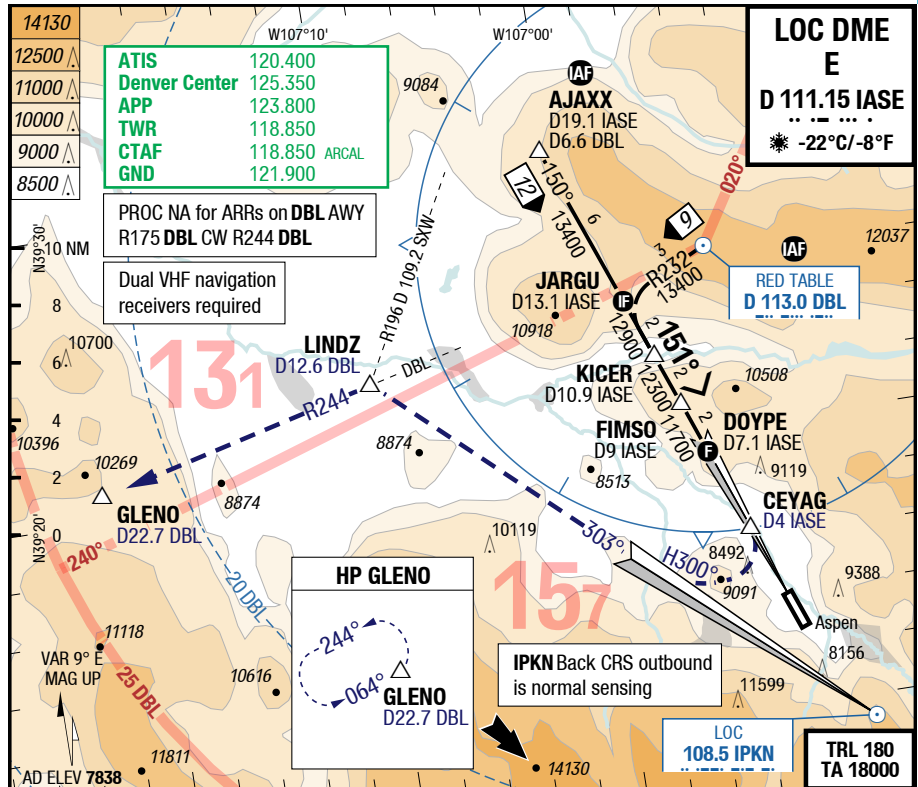 14130
12500
11000
10000
9000
8500
W107°10'
W107°00'
ATIS 120.400
Denver Center 125.350
APP 123.800
TWR 118.850
CTAF 118.850 ARCAL
GND 121.900
LOC DME
E
D 111.15 IASE
-22°C/-8°F
9084
IAF
AJAXX
D19.1 IASE
D6.6 DBL
020°
12
150°
6
13400
9
PROC NA for ARRs on DBL AWY
R175 DBL CW R244 DBL
N39°30'
10 NM
R196 D 109.2 SXW
3
R232
13400
IAF
12037
Dual VHF navigation
receivers required
RED TABLE
D 113.0 DBL
JARGU
D13.1 IASE
IF
10918
8
10700
6
131
LINDZ
D12.6 DBL
DBL
12900
2
151°
KICER
D10.9 IASE
2
12300
10508
R244
4
FIMSO
D9 IASE
11700
2
DOYPE
D7.1 IASE
F
10396
10269
2
8874
8874
8513
9119
GLENO
D22.7 DBL
CEYAG
D4 IASE
N39°20'
0
240°
10119
303°
H300°
8492
9091
9388
20 DBL
HP GLENO
157
Aspen
11118
244°
064°
GLENO
D22.7 DBL
8156
VAR 9° E
MAG UP
25 DBL
10616
IPKN Back CRS outbound
is normal sensing
11599
LOC
108.5 IPKN
11811
14130
TRL 180
TA 18000
AD ELEV 7838